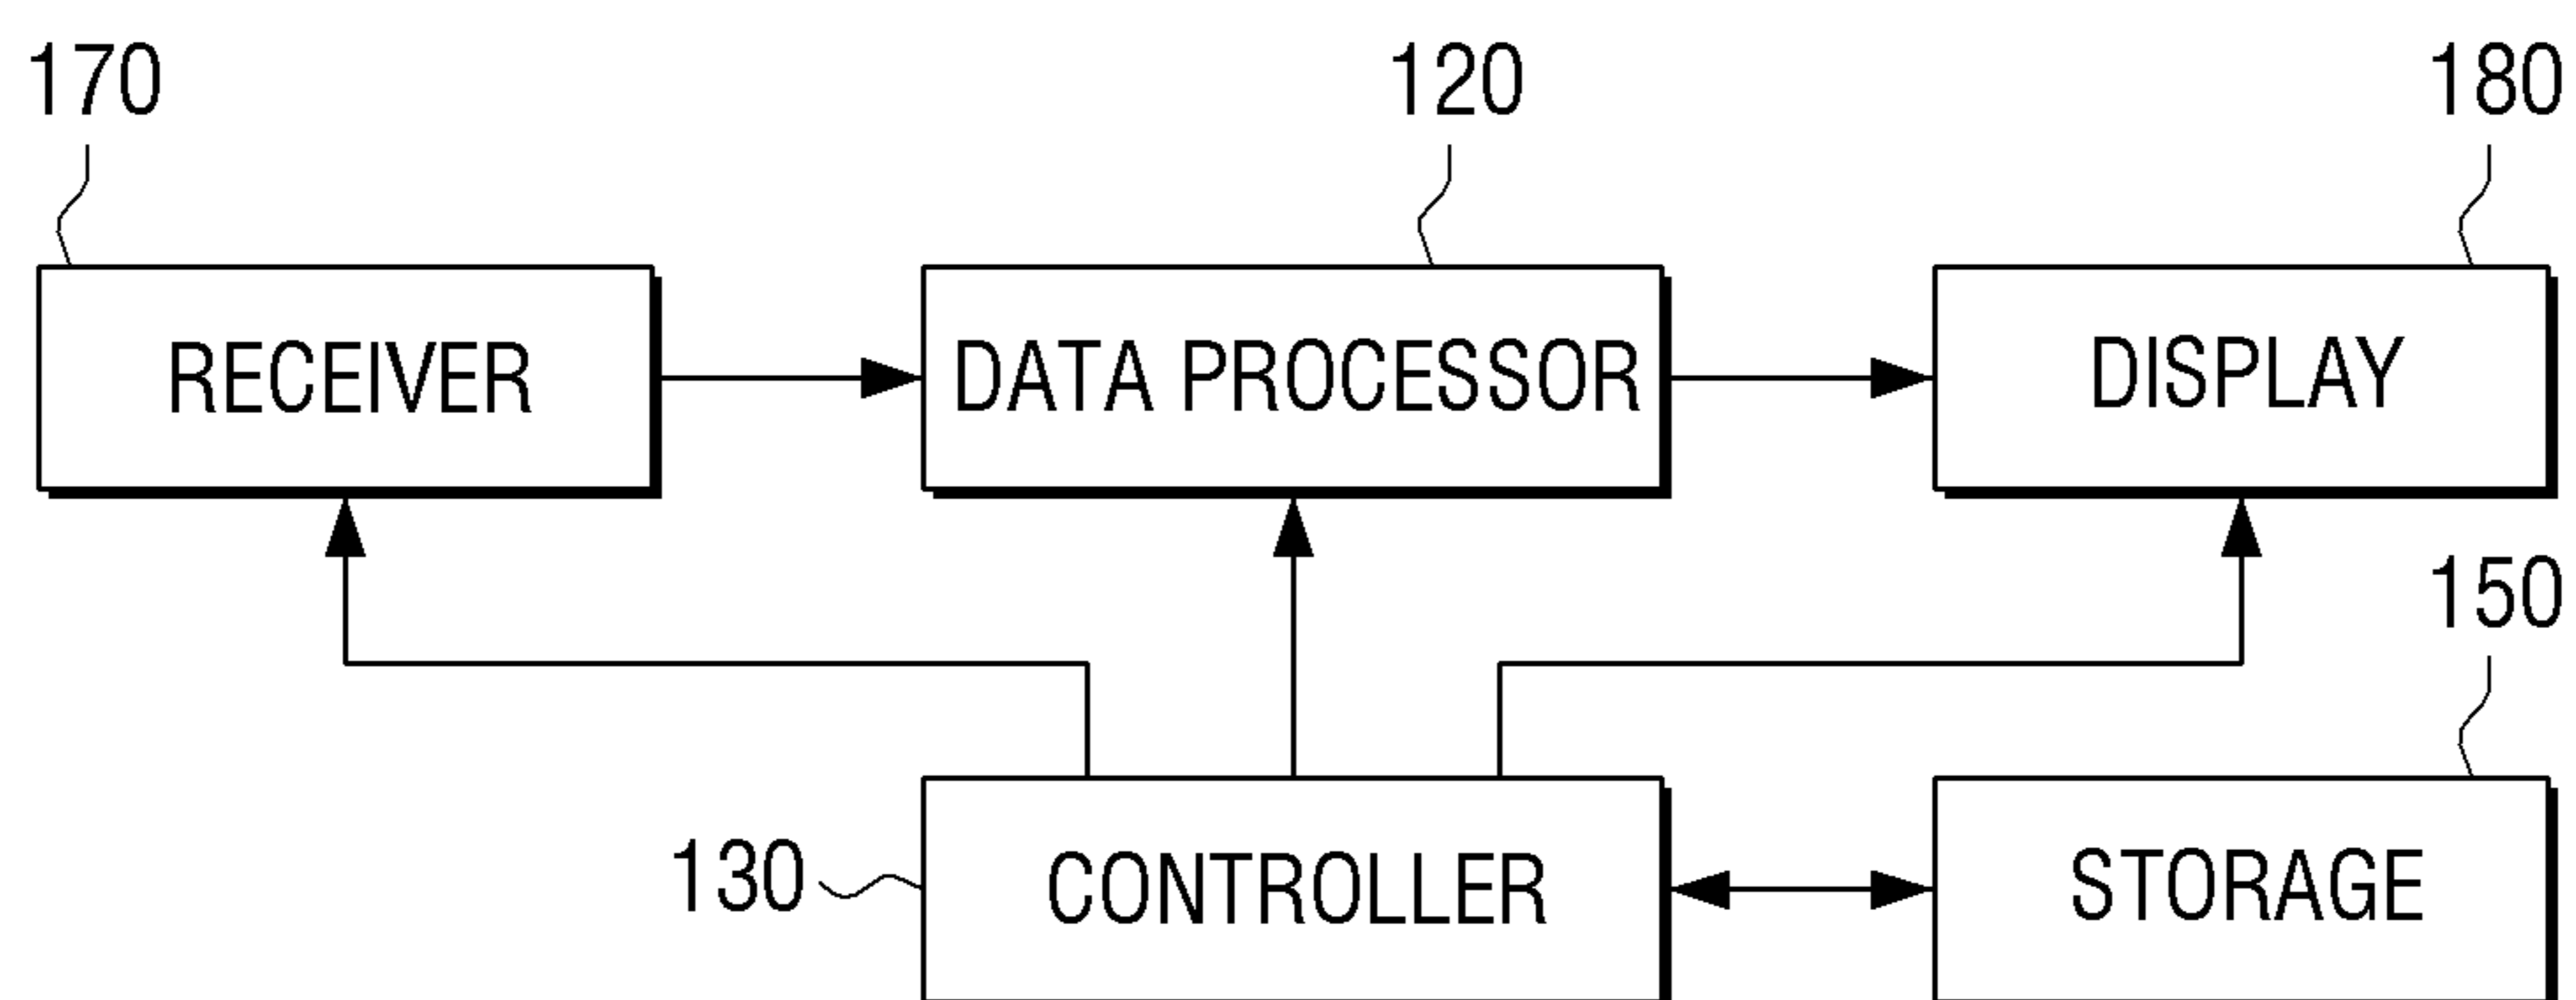 170
120
180
RECEIVER
DATA PROCESSOR
DISPLAY
150
130
CONTROLLER
STORAGE